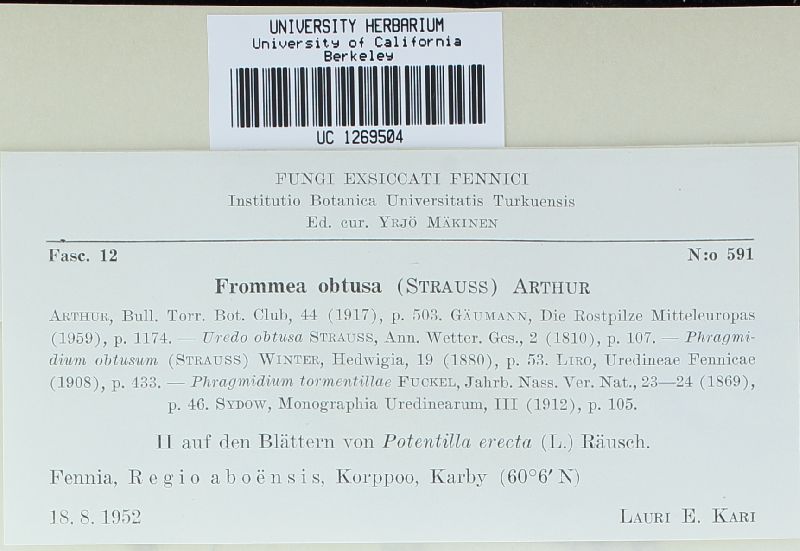 UNIVERSITY HERBARIUM
University of California
Berkeley
UC 1269504
FUNGI EXSICCATI FENNICI
Institutio Botanica Universitatis Turkuensis
Ed. cur. YRJÖ MÄKINEN
Fasc. 12 N:o 591
Frommea obtusa (STRAUSS) ARTHUR
ARTHUR, Bull. Torr. Bot. Club, 44 (1917), p. 503. GÄUMANN, Die Rostpilze Mitteleuropas
(1959), p. 1174. — Uredo obtusa STRAUSS, Ann. Wetter. Ges., 2 (1810), p. 107. — Phragmi-
dium obtusum (STRAUSS) WINTER, Hedwigia, 19 (1880), p. 53. LIRO, Uredineae Fennicae
(1908), p. 433. — Phragmidium tormentillae FUCKEL, Jahrb. Nass. Ver. Nat., 23—24 (1869),
p. 46. SYDOW, Monographia Uredinearum, III (1912), p. 105.
II auf den Blättern von Potentilla erecta (L.) Räusch.
Fennia, Regio aboënsis, Korppoo, Karby (60°6′ N)
18. 8. 1952 LAURI E. KARI